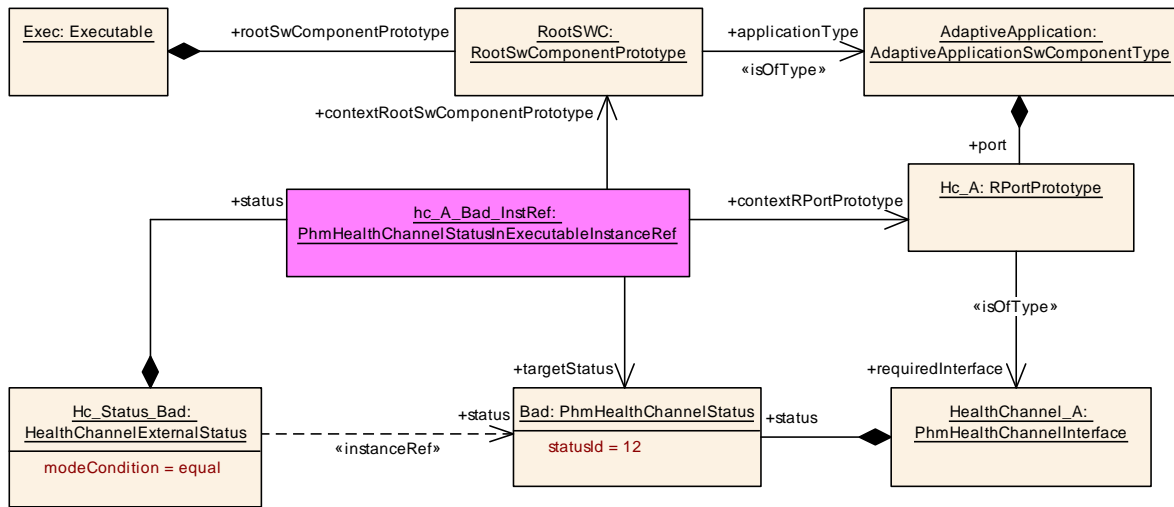 Exec: Executable
+rootSwComponentPrototype
RootSWC:
RootSwComponentPrototype
+applicationType
«isOfType»
AdaptiveApplication:
AdaptiveApplicationSwComponentType
+contextRootSwComponentPrototype
+port
Hc_A: RPortPrototype
+status
hc_A_Bad_InstRef:
PhmHealthChannelStatusInExecutableInstanceRef
+contextRPortPrototype
«isOfType»
+targetStatus
+requiredInterface
Hc_Status_Bad:
HealthChannelExternalStatus
modeCondition = equal
+status
«instanceRef»
Bad: PhmHealthChannelStatus
statusId = 12
+status
HealthChannel_A:
PhmHealthChannelInterface